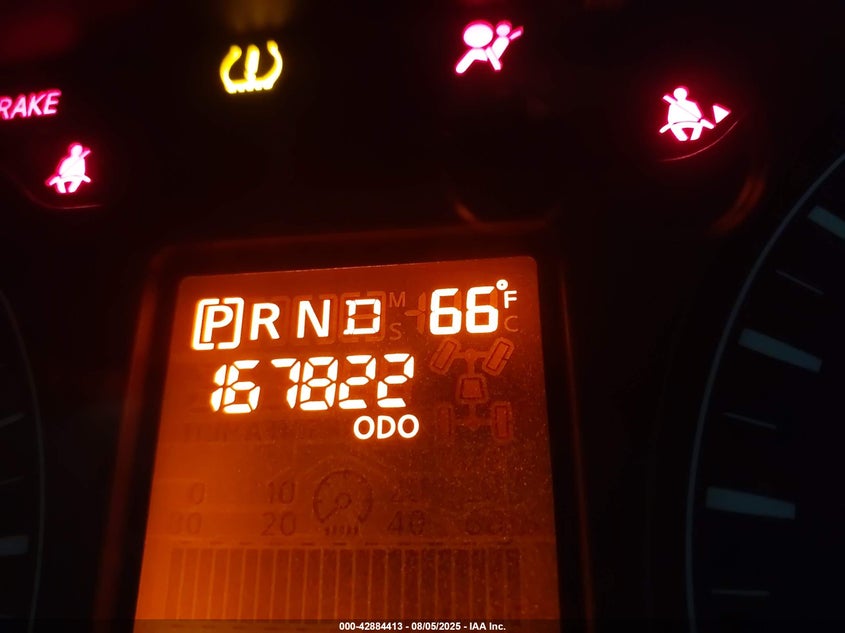 RAKE
[P] R N D 66°F
167822
ODO
000-42884413 - 08/05/2025 - IAA Inc.